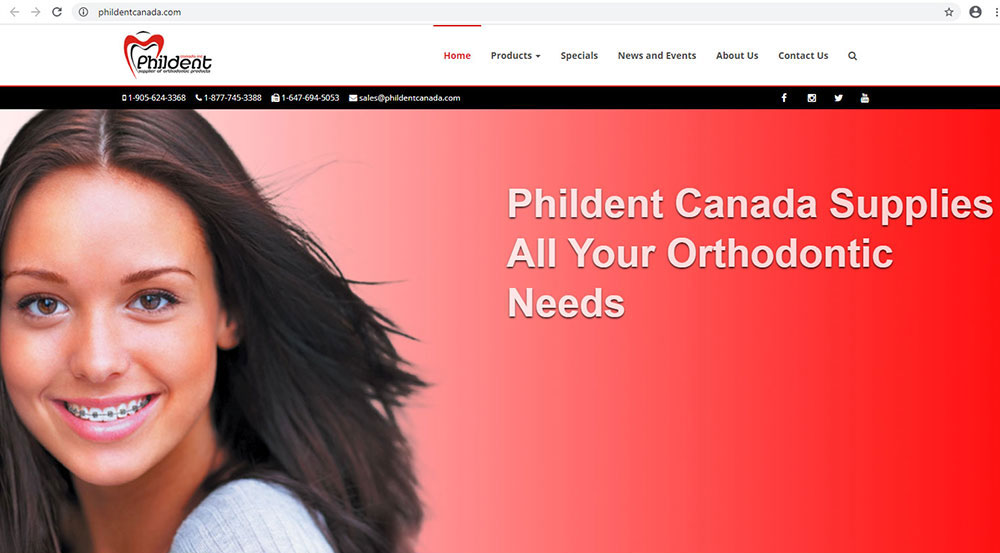 phildentcanada.com
Phildent
supplier of orthodontic products
Home Products Specials News and Events About Us Contact Us
1-905-624-3368 1-877-745-3388 1-647-694-5053 sales@phildentcanada.com
Phildent Canada Supplies
All Your Orthodontic
Needs